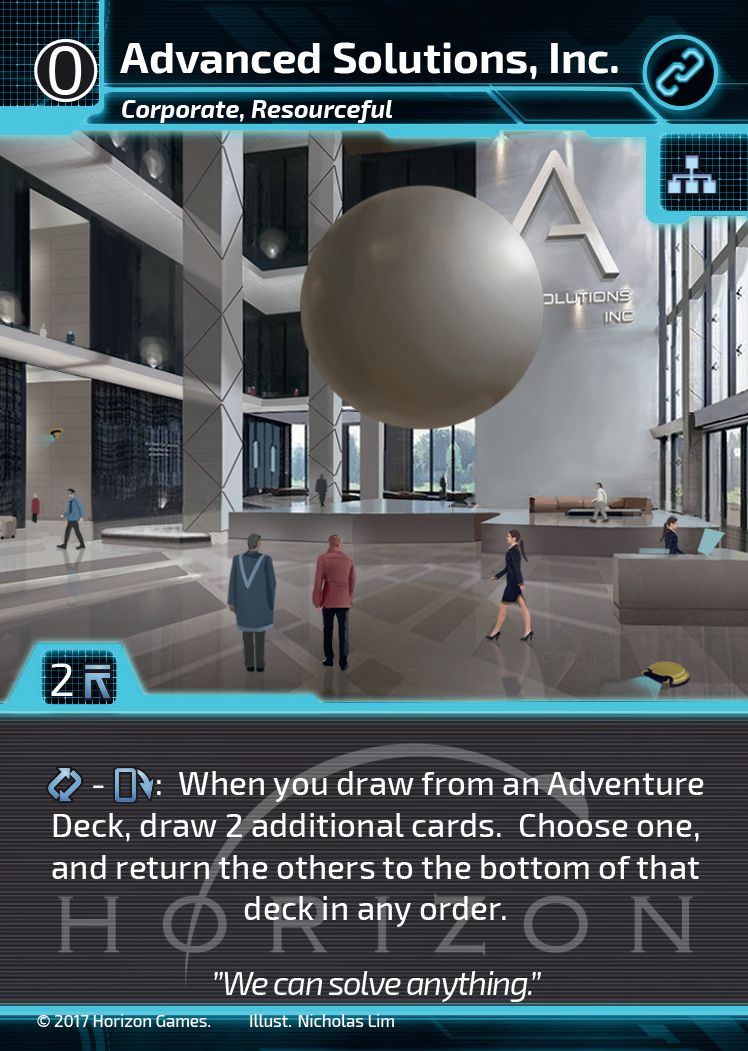 0
Advanced Solutions, Inc.
Corporate, Resourceful
A
OLUTIONS
INC
2
- : When you draw from an Adventure
Deck, draw 2 additional cards. Choose one,
and return the others to the bottom of that
deck in any order.
HORIZON
"We can solve anything."
© 2017 Horizon Games. Illust. Nicholas Lim